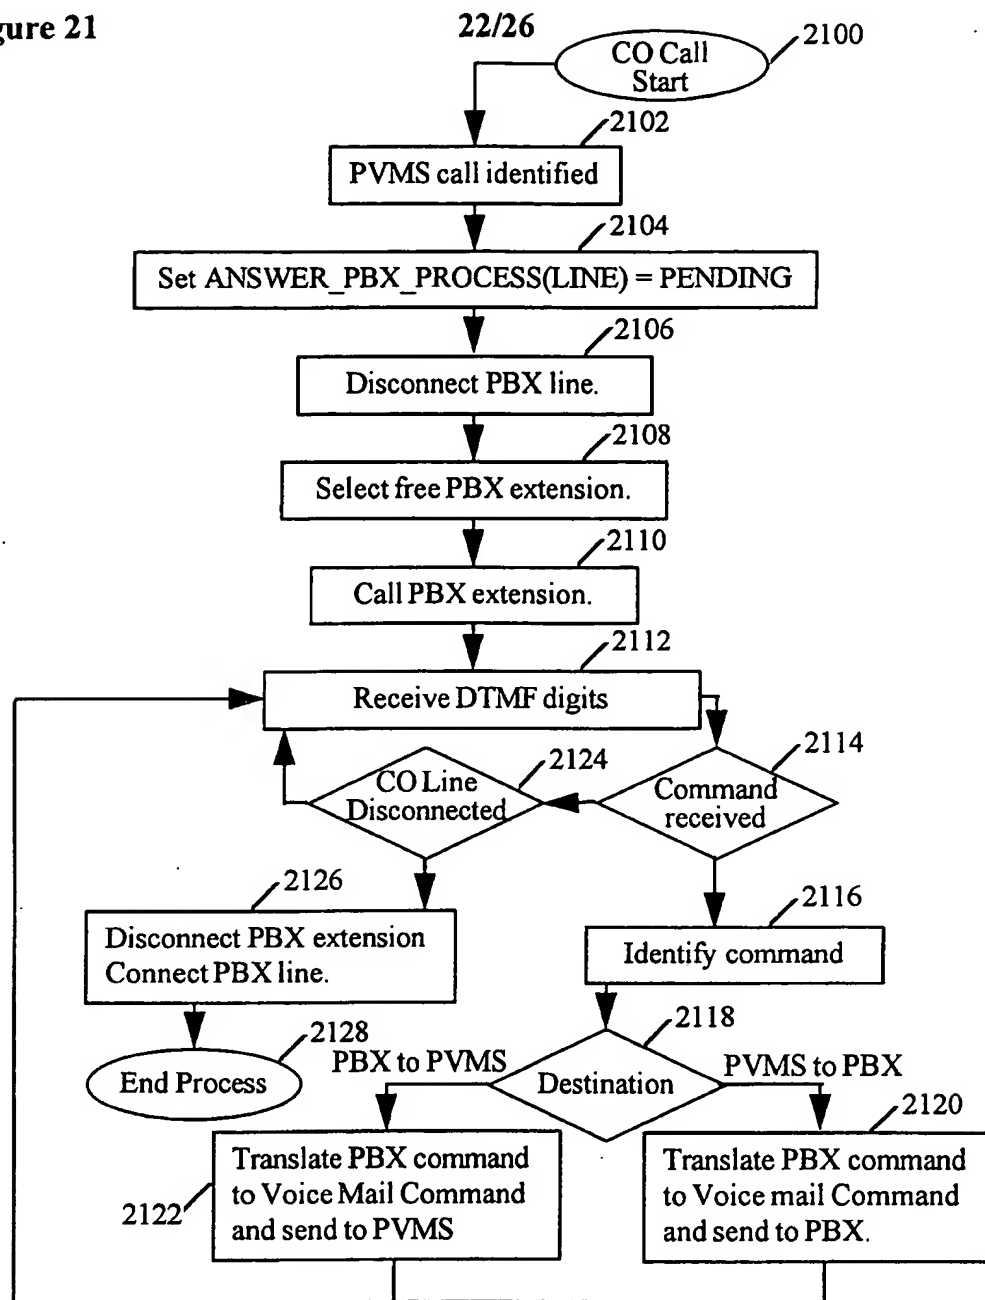 gure 21
22/26
CO Call
Start
2100
2102
PVMS call identified
2104
Set ANSWER_PBX_PROCESS(LINE) = PENDING
2106
Disconnect PBX line.
2108
Select free PBX extension.
2110
Call PBX extension.
2112
Receive DTMF digits
2114
Command
received
2124
CO Line
Disconnected
2126
Disconnect PBX extension
Connect PBX line.
2116
Identify command
2128
End Process
2118
Destination
PBX to PVMS
PVMS to PBX
2122
Translate PBX command
to Voice Mail Command
and send to PVMS
2120
Translate PBX command
to Voice mail Command
and send to PBX.